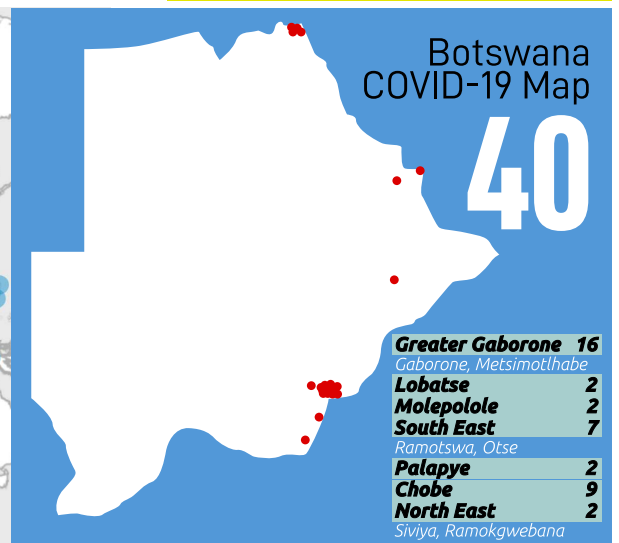 Botswana
COVID-19 Map
40
Greater Gaborone 16
Gaborone, Metsimotlhabe
Lobatse 2
Molepolole 2
South East 7
Ramotswa, Otse
Palapye 2
Chobe 9
North East 2
Siviya, Ramokgwebana